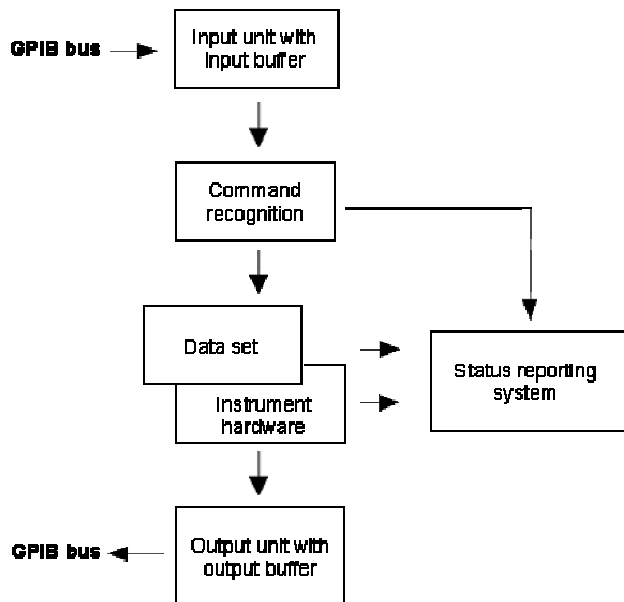 Input unit with
GPIB bus
input buffer
Command
recognition
Data set
Status reporting
system
Instrument
hardware
Output unit with
GPIB bus
output buffer